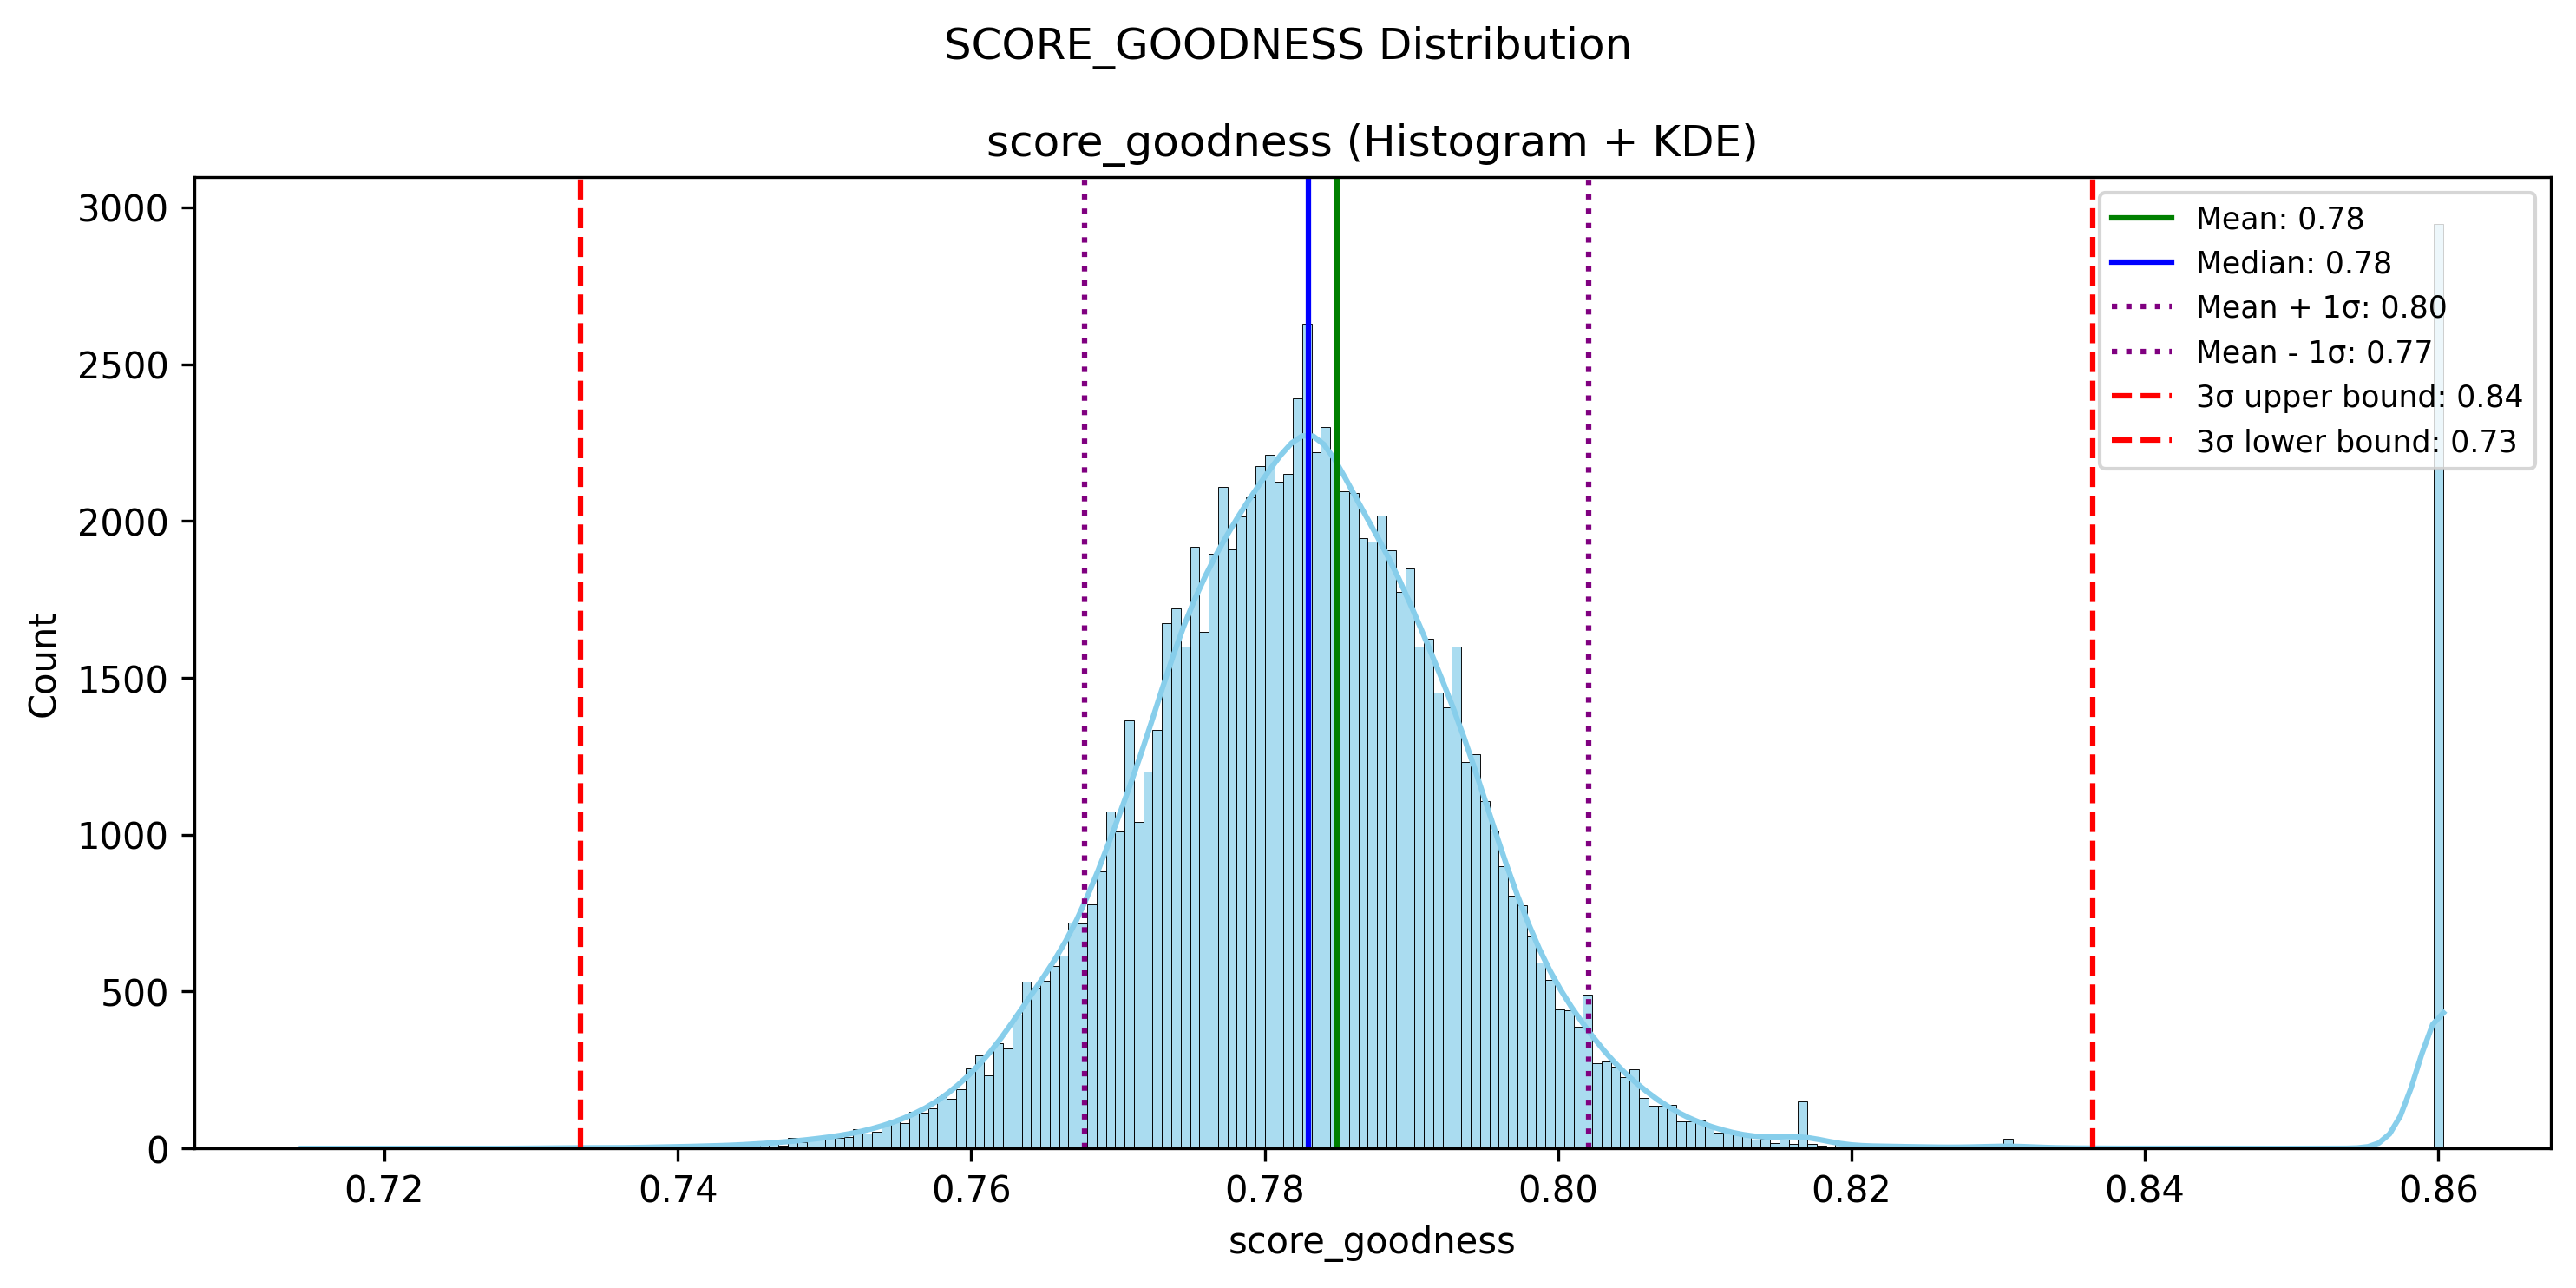 SCORE_GOODNESS Distribution
score_goodness (Histogram + KDE)
3000
2500
2000
1500
1000
500
0
Count
Mean: 0.78
Median: 0.78
Mean + 1σ: 0.80
Mean - 1σ: 0.77
3σ upper bound: 0.84
3σ lower bound: 0.73
0.72 0.74 0.76 0.78 0.80 0.82 0.84 0.86
score_goodness